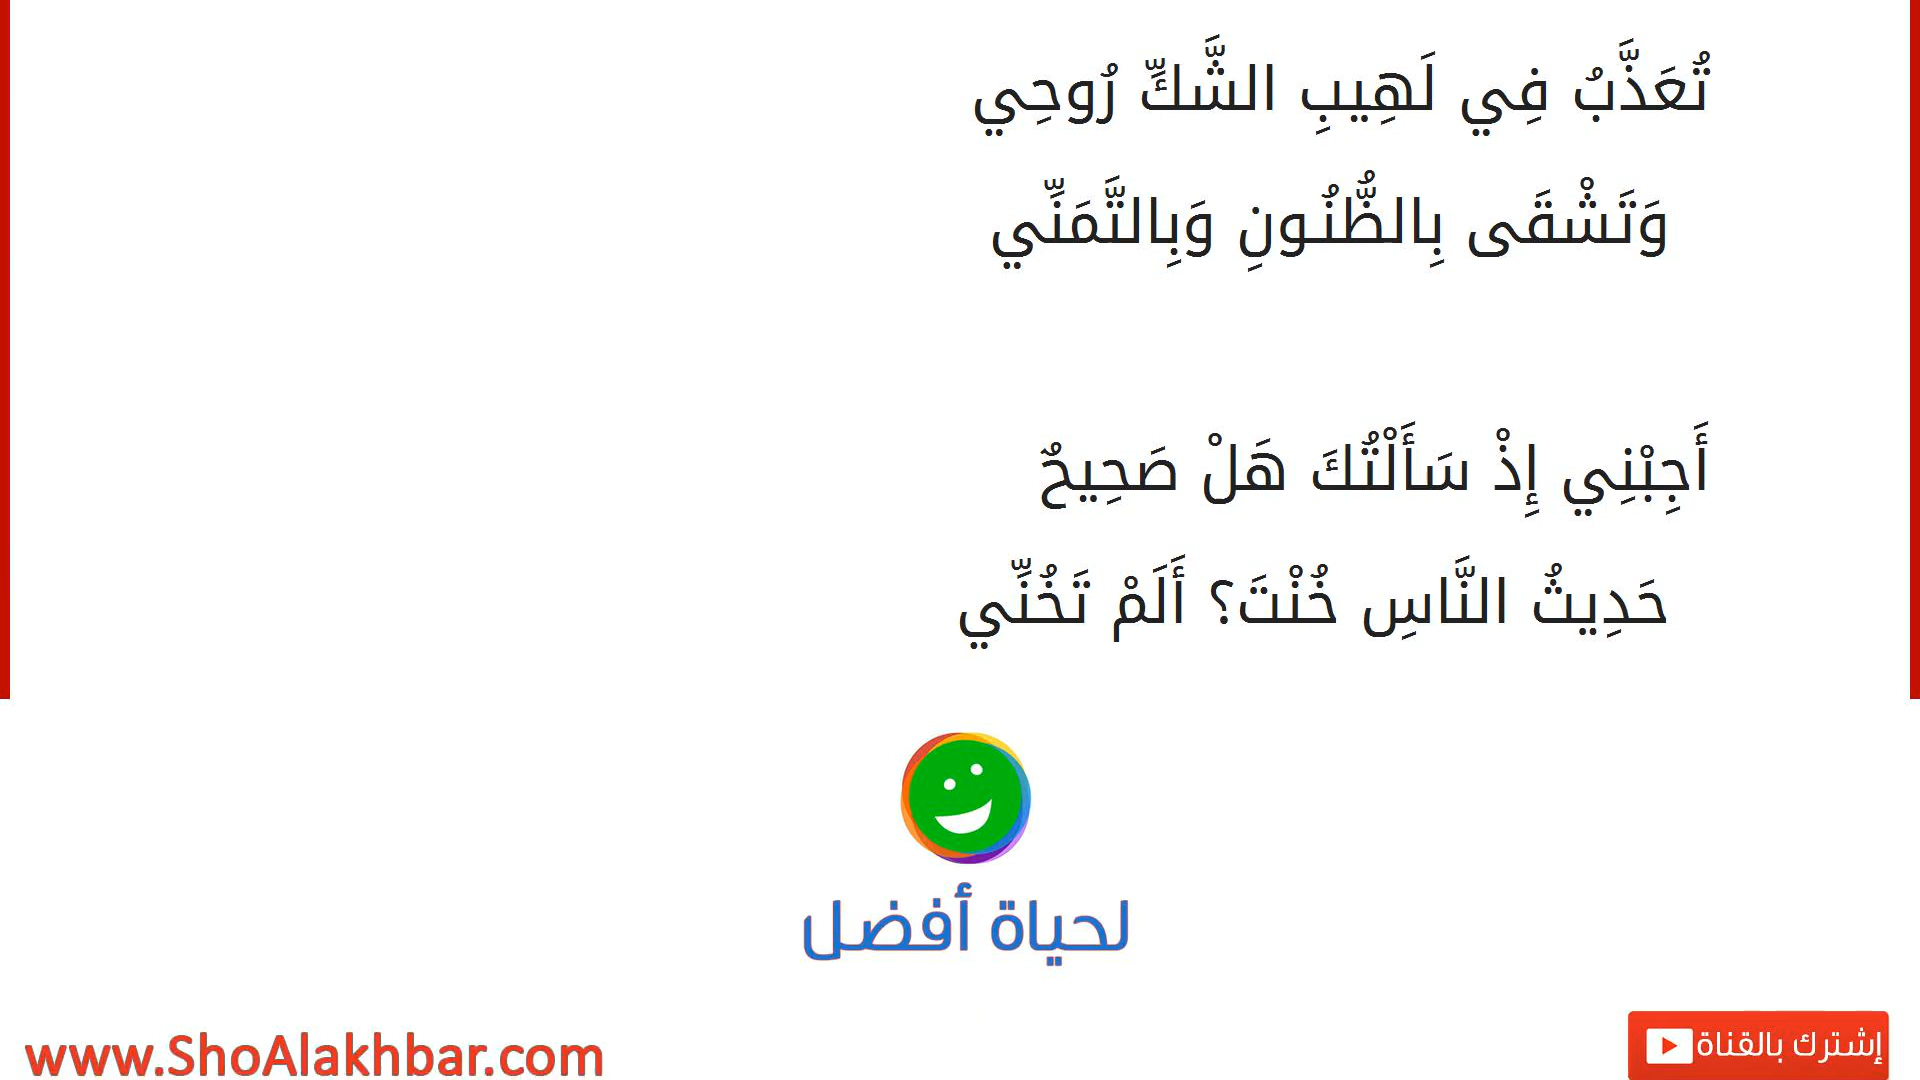 تُعَذَّبُ فِي لَهِيبِ الشَّكِّ رُوحِي
وَتَشْقَى بِالظُّنُونِ وَبِالتَّمَنِّي
أَجِبْنِي إِذْ سَأَلْتُكَ هَلْ صَحِيحٌ
حَدِيثُ النَّاسِ خُنْتَ؟ أَلَمْ تَخُنِّي
لحياة أفضل
www.ShoAlakhbar.com
إشترك بالقناة